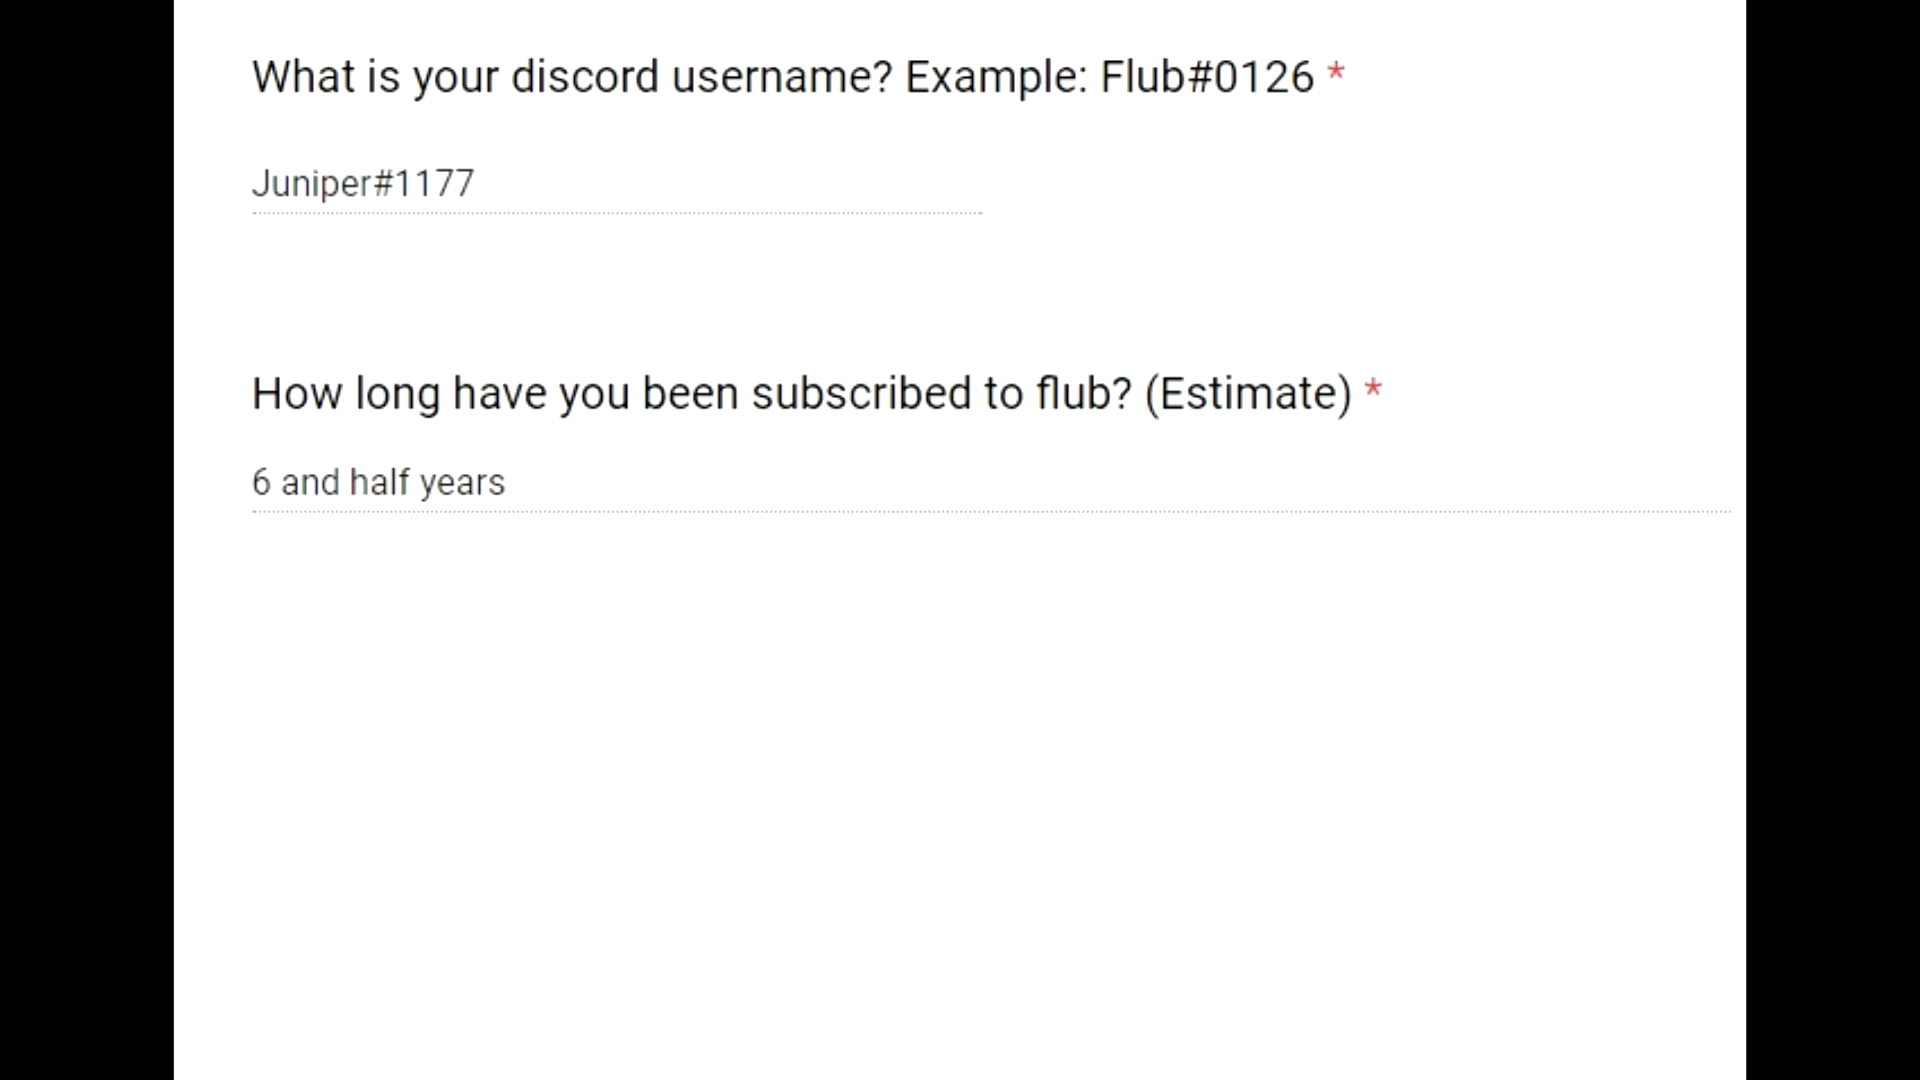 What is your discord username? Example: Flub#0126 *
Juniper#1177
How long have you been subscribed to flub? (Estimate) *
6 and half years